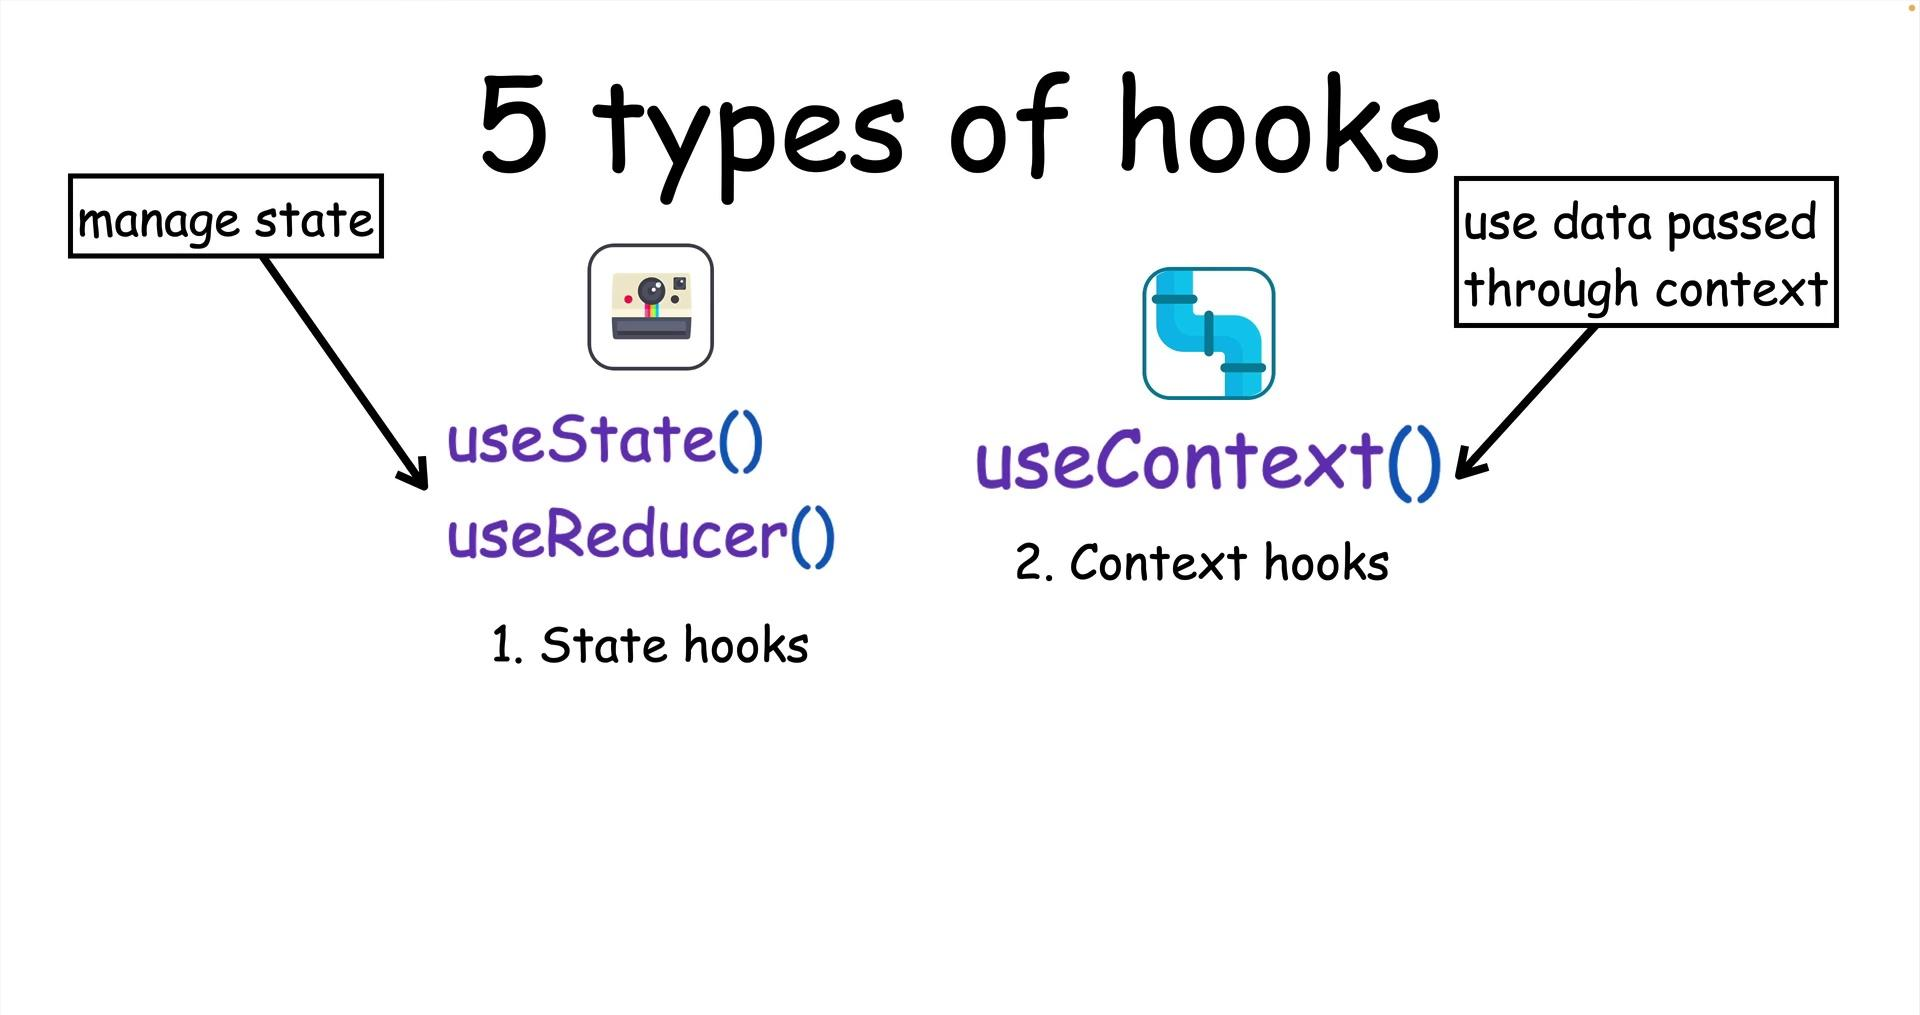 5 types of hooks
manage state
use data passed
through context
useState()
useReducer()
1. State hooks
useContext()
2. Context hooks